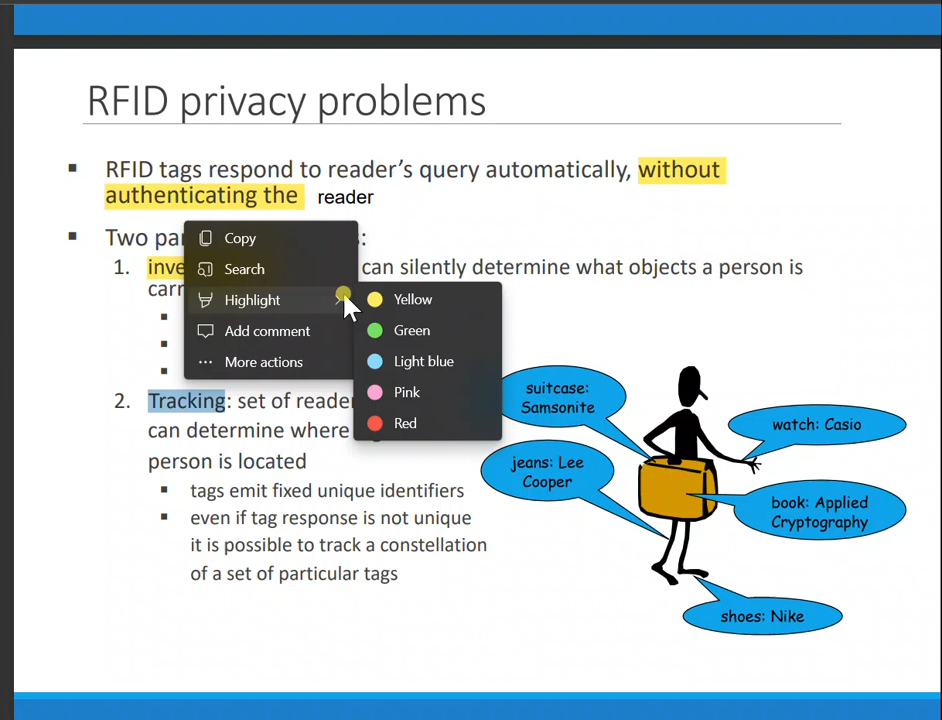 RFID privacy problems
RFID tags respond to reader's query automatically, without
authenticating the reader
Two par :
1. inve can silently determine what objects a person is
carr
2. Tracking: set of reader
can determine where
person is located
tags emit fixed unique identifiers
even if tag response is not unique
it is possible to track a constellation
of a set of particular tags
Copy
Search
Highlight
Add comment
More actions
Yellow
Green
Light blue
Pink
Red
suitcase:
Samsonite
watch: Casio
jeans: Lee
Cooper
book: Applied
Cryptography
shoes: Nike